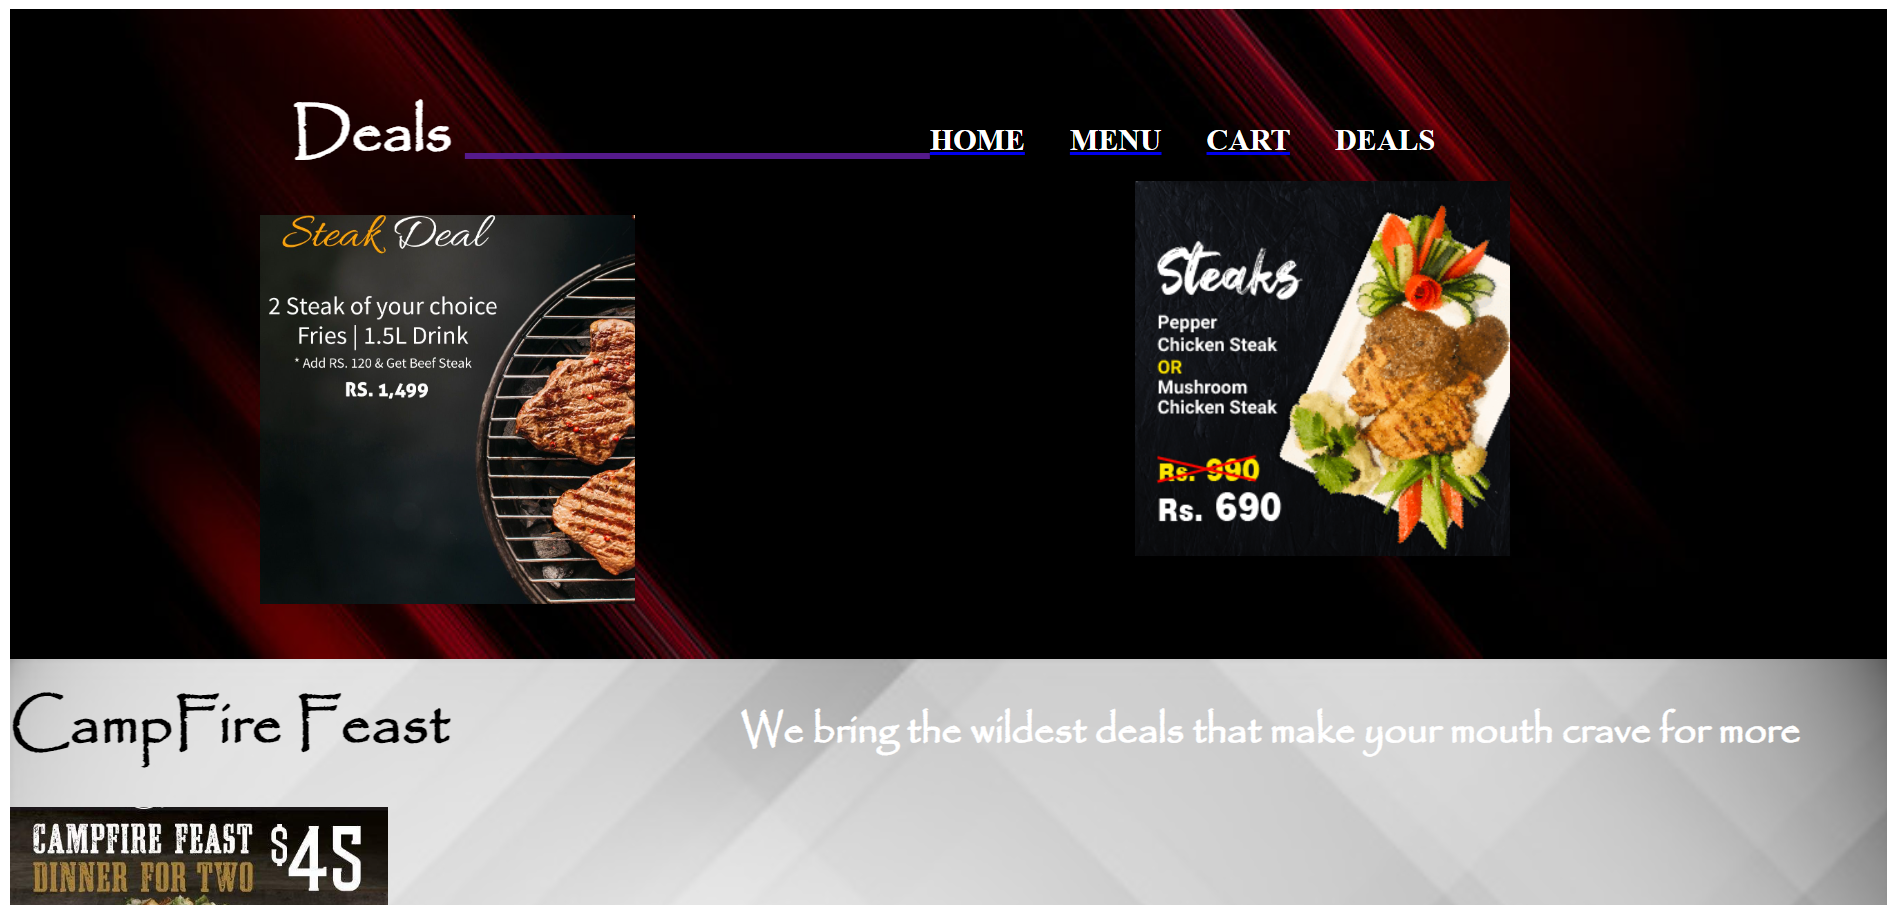 Deals
HOME MENU CART DEALS
Steak Deal
2 Steak of your choice
Fries | 1.5L Drink
* Add RS. 120 & Get Beef Steak
RS. 1,499
Steaks
Pepper
Chicken Steak
OR
Mushroom
Chicken Steak
Rs. 990
Rs. 690
CampFire Feast
We bring the wildest deals that make your mouth crave for more
CAMPFIRE FEAST $45
DINNER FOR TWO